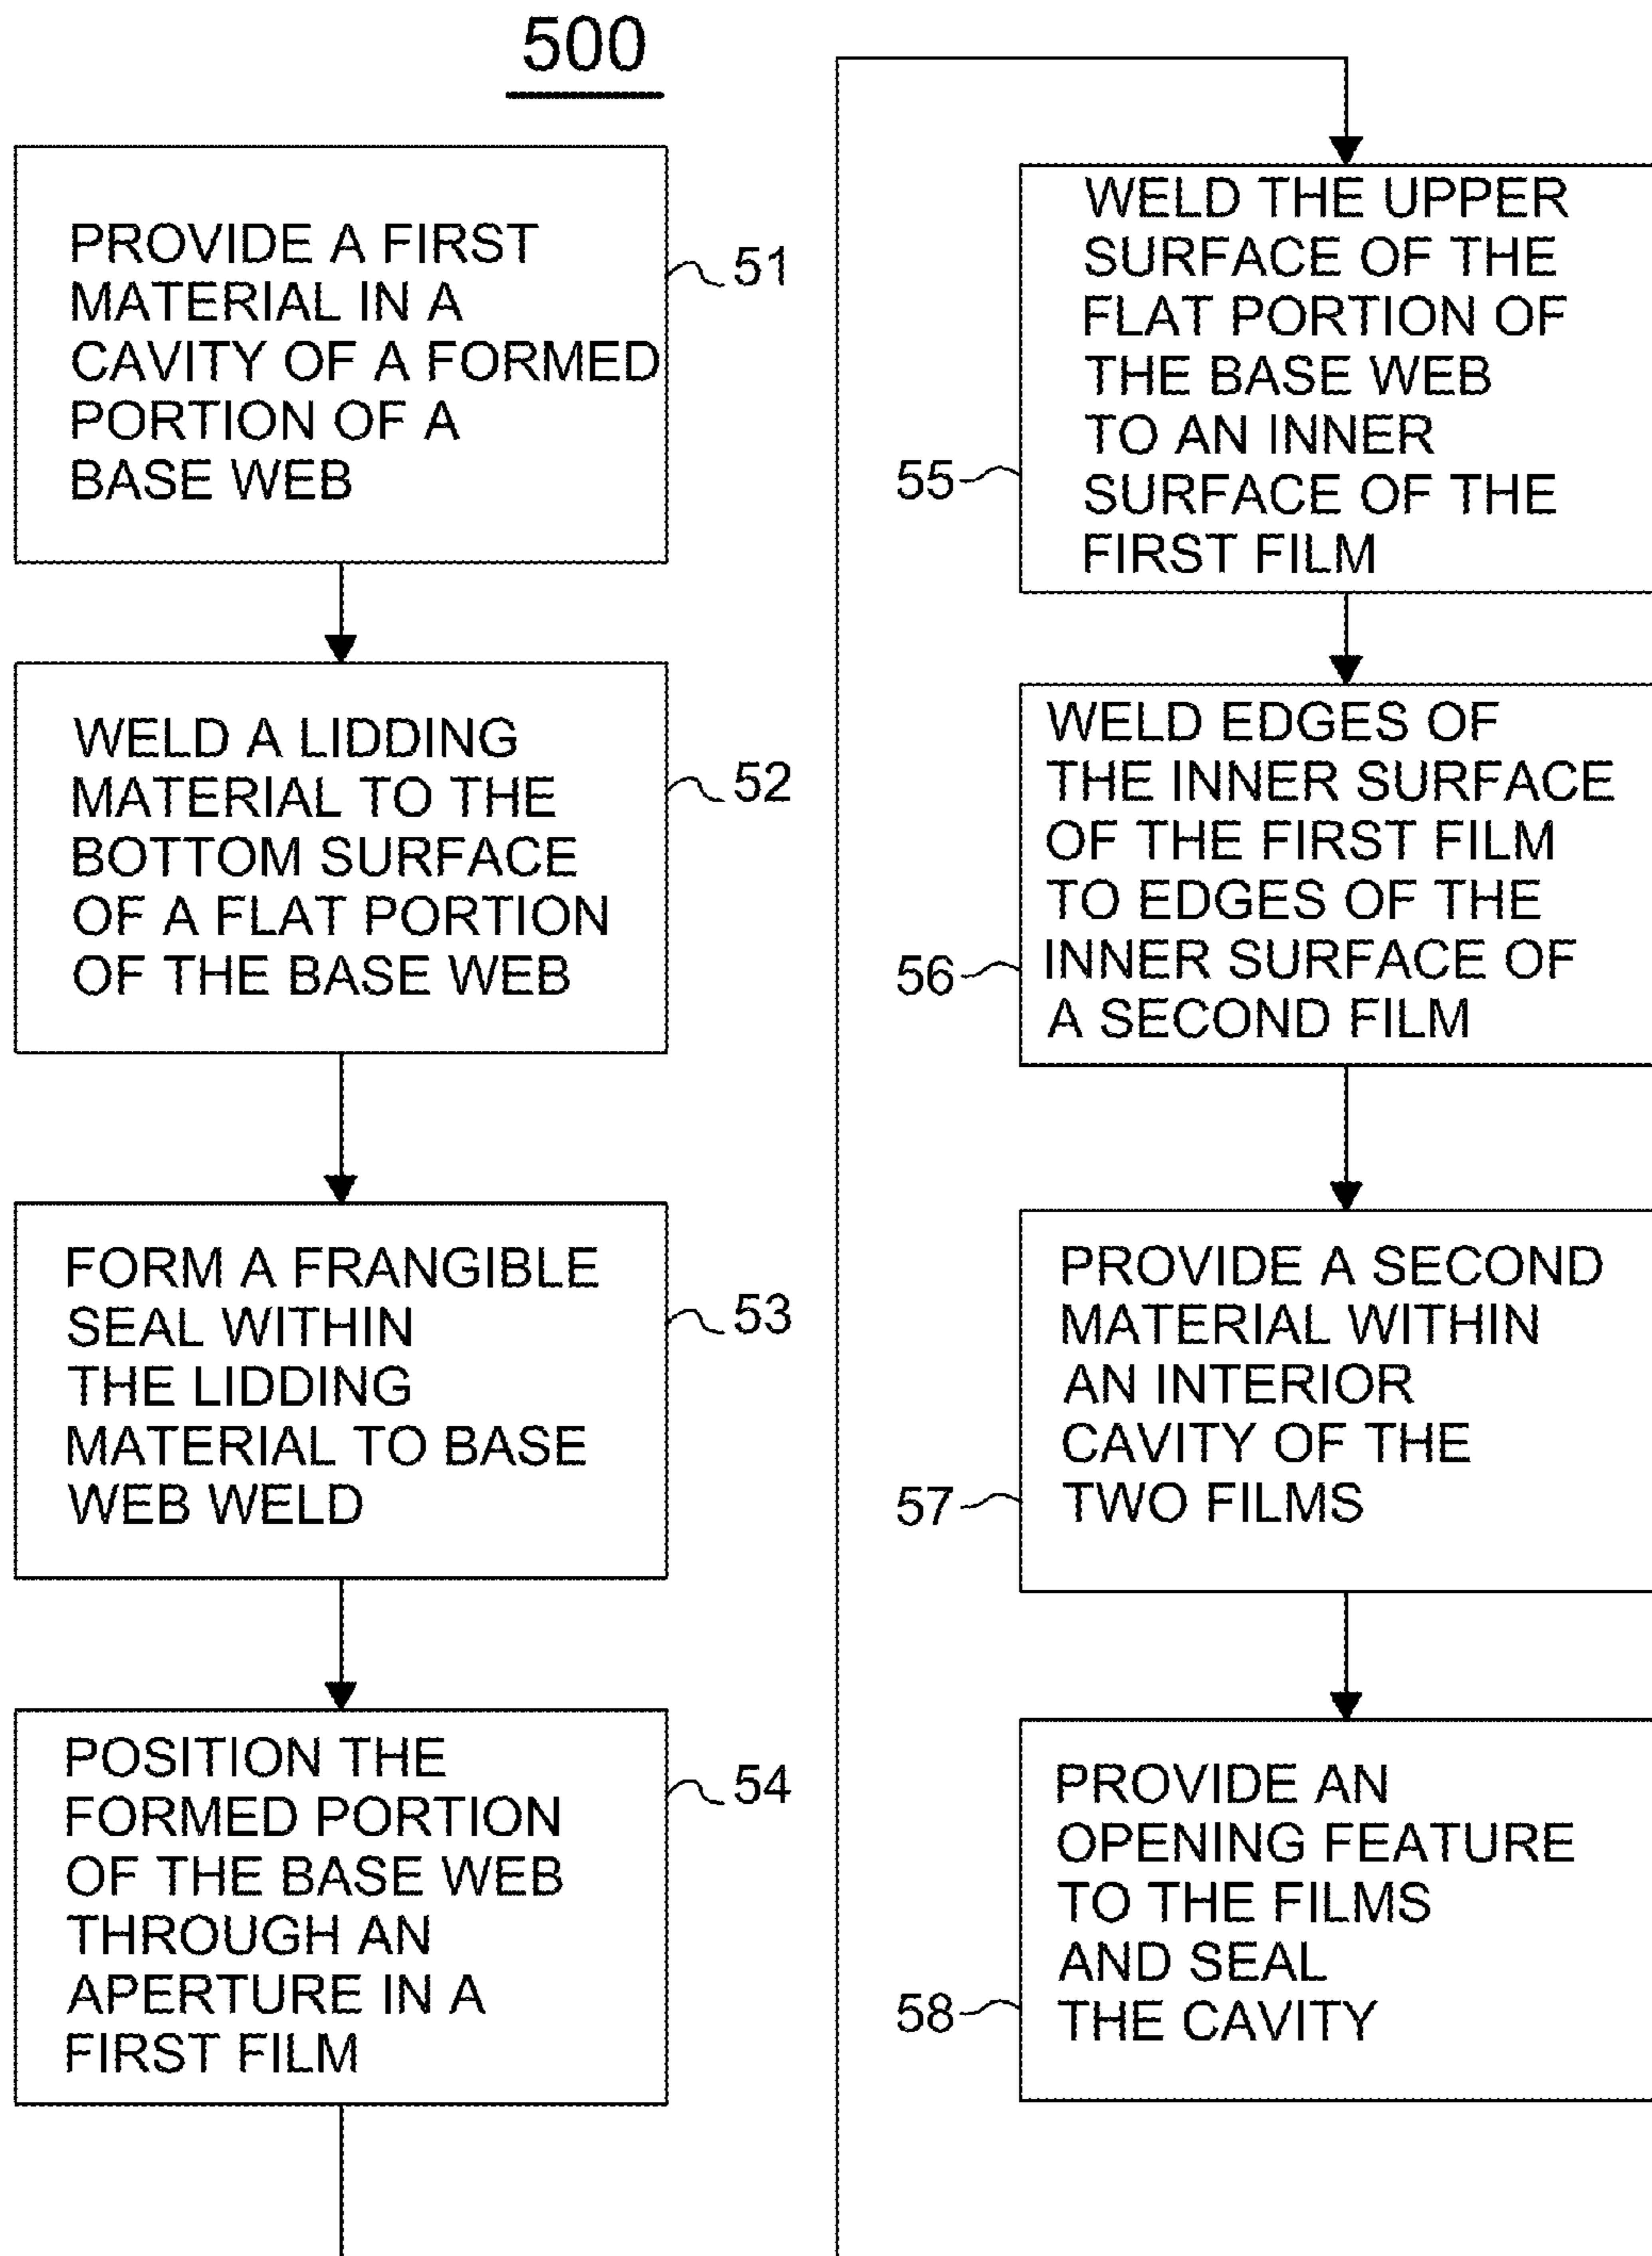 500
PROVIDE A FIRST
MATERIAL IN A
CAVITY OF A FORMED
PORTION OF A
BASE WEB
51
WELD A LIDDING
MATERIAL TO THE
BOTTOM SURFACE
OF A FLAT PORTION
OF THE BASE WEB
52
FORM A FRANGIBLE
SEAL WITHIN
THE LIDDING
MATERIAL TO BASE
WEB WELD
53
POSITION THE
FORMED PORTION
OF THE BASE WEB
THROUGH AN
APERTURE IN A
FIRST FILM
54
WELD THE UPPER
SURFACE OF THE
FLAT PORTION OF
THE BASE WEB
TO AN INNER
SURFACE OF THE
FIRST FILM
55
WELD EDGES OF
THE INNER SURFACE
OF THE FIRST FILM
TO EDGES OF THE
INNER SURFACE OF
A SECOND FILM
56
PROVIDE A SECOND
MATERIAL WITHIN
AN INTERIOR
CAVITY OF THE
TWO FILMS
57
PROVIDE AN
OPENING FEATURE
TO THE FILMS
AND SEAL
THE CAVITY
58